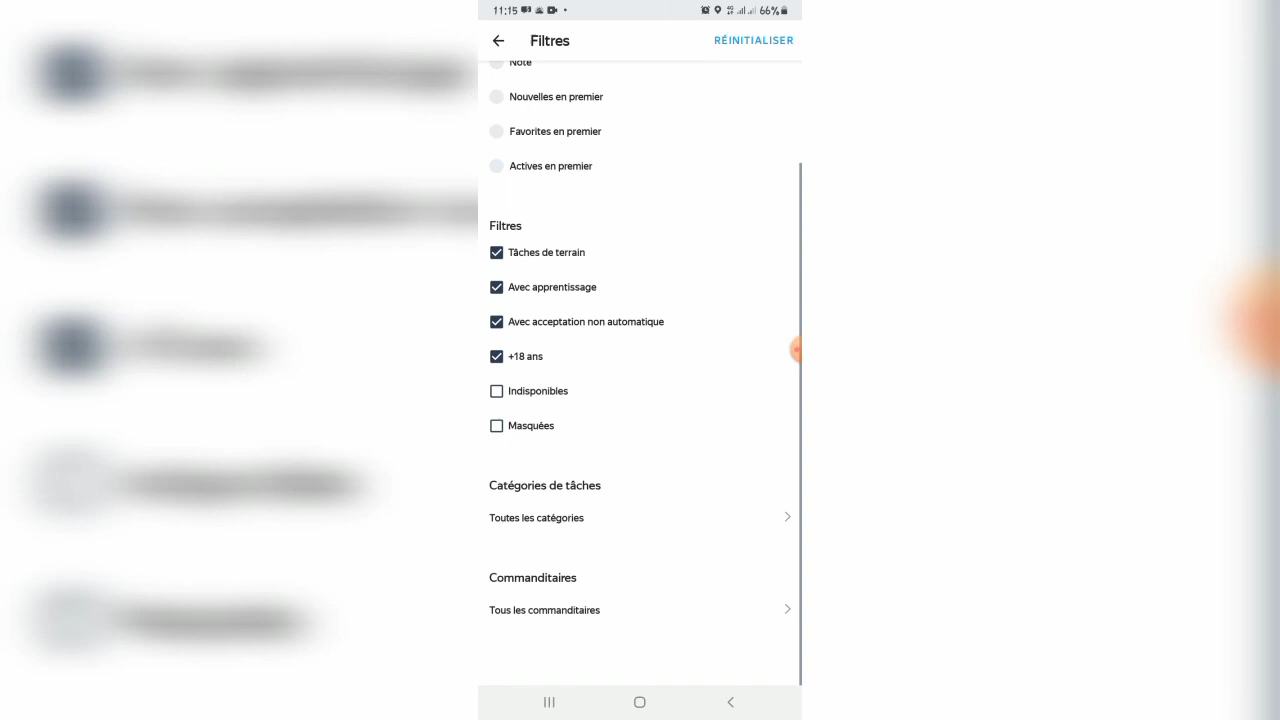 11:15 66%
Filtres RÉINITIALISER
Note
Nouvelles en premier
Favorites en premier
Actives en premier
Filtres
Tâches de terrain
Avec apprentissage
Avec acceptation non automatique
+18 ans
Indisponibles
Masquées
Catégories de tâches
Toutes les catégories
Commanditaires
Tous les commanditaires